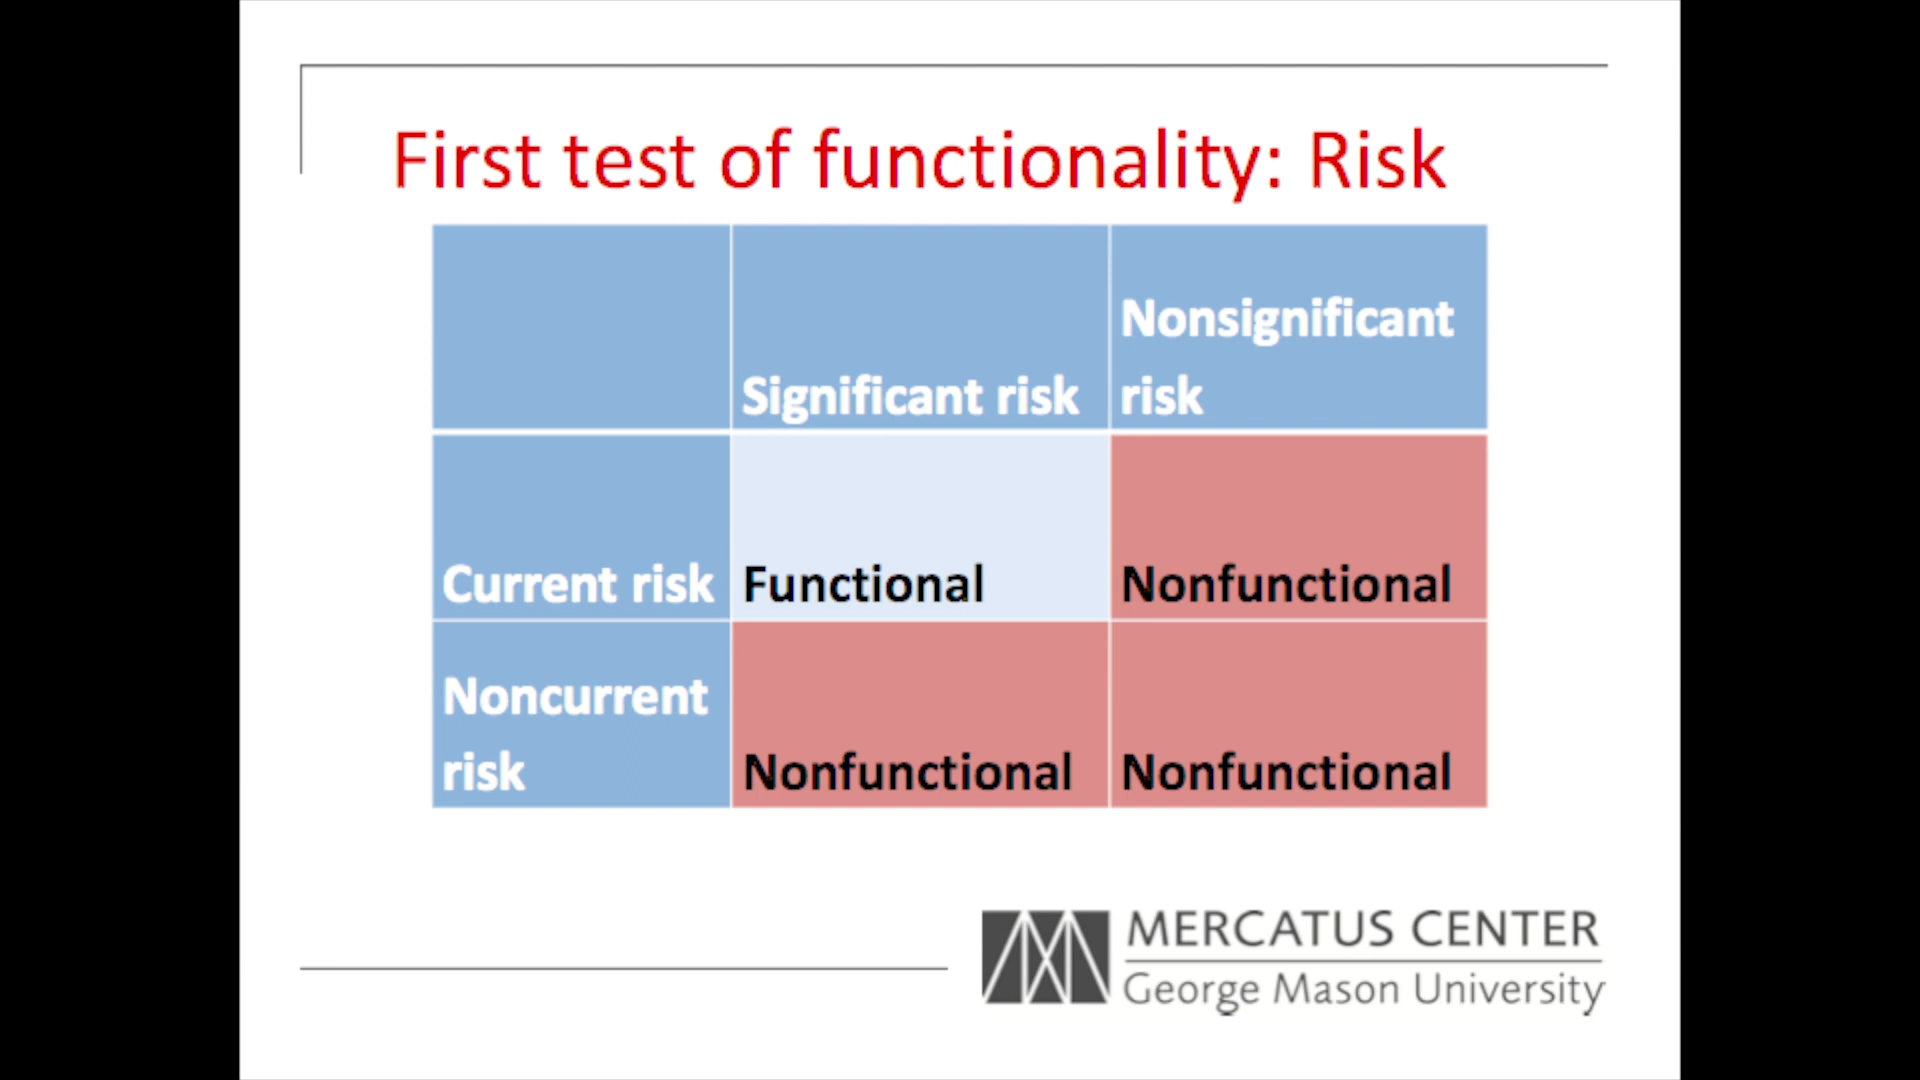 First test of functionality: Risk
Significant risk
Nonsignificant
risk
Current risk
Functional
Nonfunctional
Noncurrent
risk
Nonfunctional
Nonfunctional
MERCATUS CENTER
George Mason University